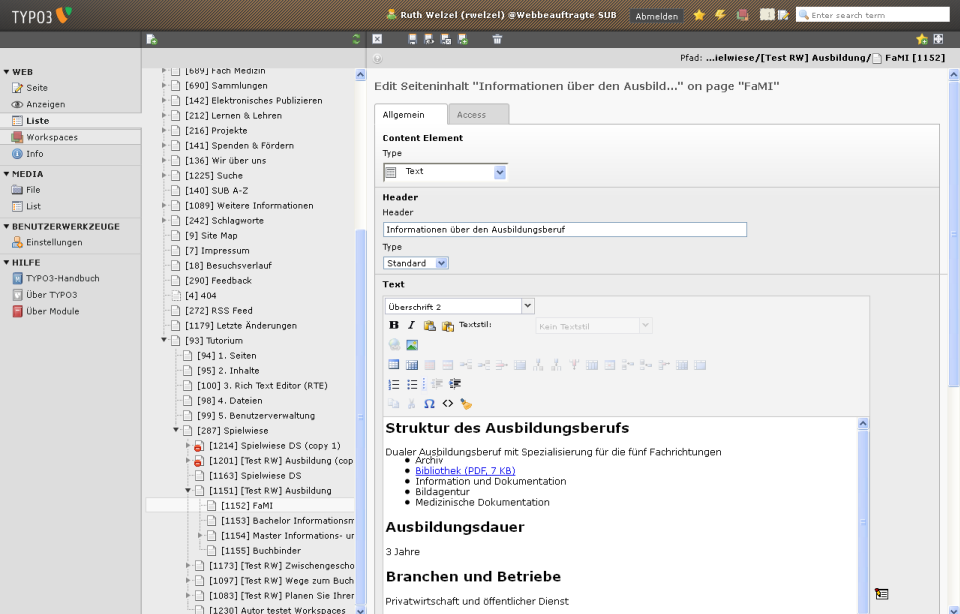 TYPO3
Ruth Welzel (rwelzel) @Webbeauftragte SUB
Abmelden
Enter search term
Pfad: ...ielwiese/[Test RW] Ausbildung/ FaMI [1152]
WEB
Seite
Anzeigen
Liste
Workspaces
Info
MEDIA
File
List
BENUTZERWERKZEUGE
Einstellungen
HILFE
TYPO3-Handbuch
Über TYPO3
Über Module
[689] Fach Medizin
[690] Sammlungen
[142] Elektronisches Publizieren
[212] Lernen & Lehren
[216] Projekte
[141] Spenden & Fördern
[136] Wir über uns
[1225] Suche
[140] SUB A-Z
[1089] Weitere Informationen
[242] Schlagworte
[9] Site Map
[7] Impressum
[18] Besuchsverlauf
[290] Feedback
[4] 404
[272] RSS Feed
[1179] Letzte Änderungen
[93] Tutorium
[94] 1. Seiten
[95] 2. Inhalte
[100] 3. Rich Text Editor (RTE)
[98] 4. Dateien
[99] 5. Benutzerverwaltung
[287] Spielwiese
[1214] Spielwiese DS (copy 1)
[1201] [Test RW] Ausbildung (cop
[1163] Spielwiese DS
[1151] [Test RW] Ausbildung
[1152] FaMI
[1153] Bachelor Informationsm
[1154] Master Informations- ur
[1155] Buchbinder
[1173] [Test RW] Zwischengescho
[1097] [Test RW] Wege zum Buch
[1083] [Test RW] Planen Sie Ihrer
[1230] Autor testet Workspaces
Edit Seiteninhalt "Informationen über den Ausbild..." on page "FaMI"
Allgemein Access
Content Element
Type
Text
Header
Header
Informationen über den Ausbildungsberuf
Type
Standard
Text
Überschrift 2
B I Textstil: Kein Textstil
Struktur des Ausbildungsberufs
Dualer Ausbildungsberuf mit Spezialisierung für die fünf Fachrichtungen
Archiv
Bibliothek (PDF, 7 KB)
Information und Dokumentation
Bildagentur
Medizinische Dokumentation
Ausbildungsdauer
3 Jahre
Branchen und Betriebe
Privatwirtschaft und öffentlicher Dienst